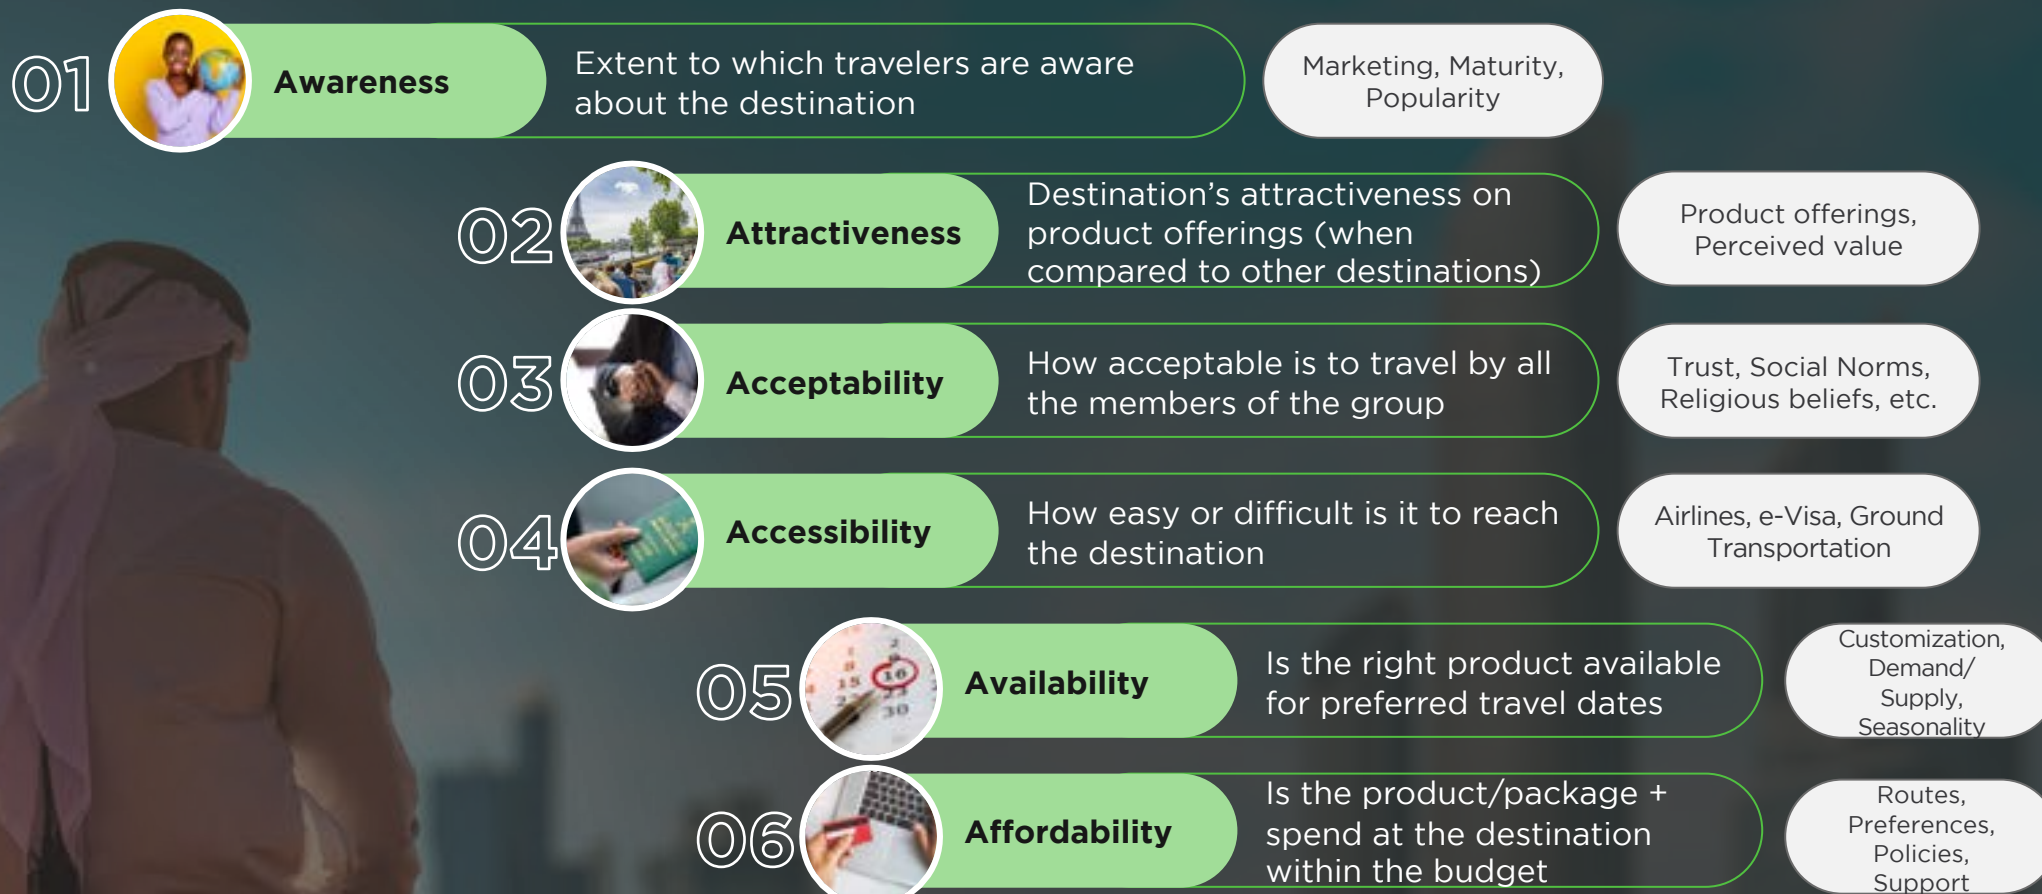 01
Awareness
Extent to which travelers are aware
about the destination
Marketing, Maturity,
Popularity
02
Attractiveness
Destination’s attractiveness on
product offerings (when
compared to other destinations)
Product offerings,
Perceived value
03
Acceptability
How acceptable is to travel by all
the members of the group
Trust, Social Norms,
Religious beliefs, etc.
04
Accessibility
How easy or difficult is it to reach
the destination
Airlines, e-Visa, Ground
Transportation
05
Availability
Is the right product available
for preferred travel dates
Customization,
Demand/
Supply,
Seasonality
06
Affordability
Is the product/package +
spend at the destination
within the budget
Routes,
Preferences,
Policies,
Support